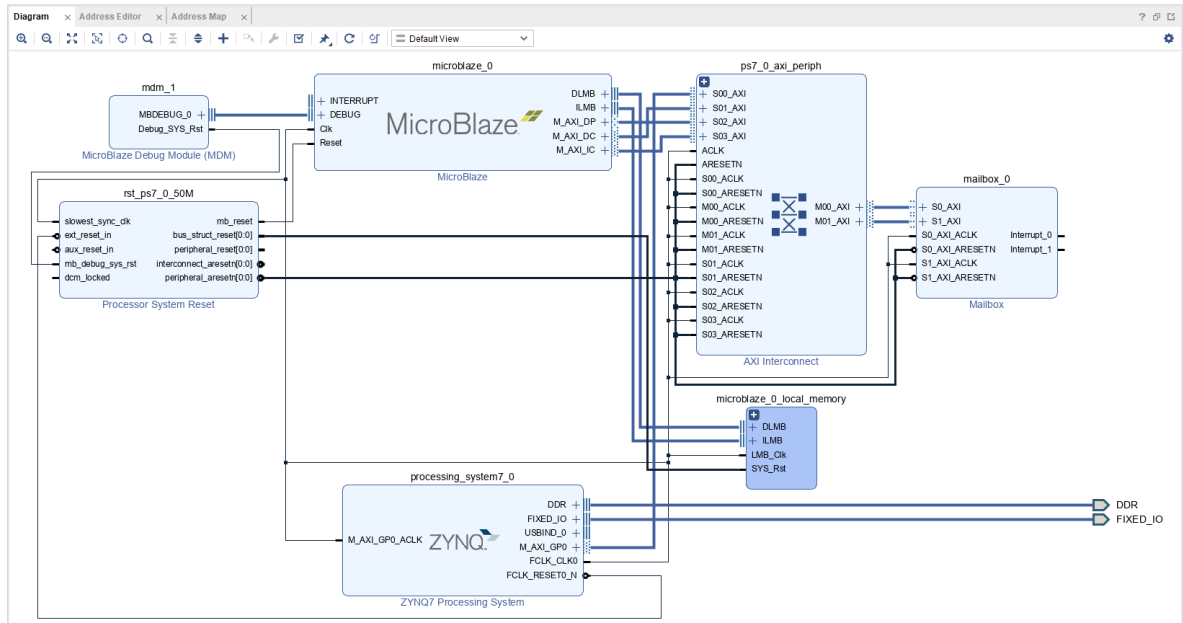 Diagram × Address Editor × Address Map × ?
Default View
mdm_1
MBDEBUG_0
Debug_SYS_Rst
MicroBlaze Debug Module (MDM)
microblaze_0
INTERRUPT
DEBUG
Clk
Reset
MicroBlaze
DLMB
ILMB
M_AXI_DP
M_AXI_DC
M_AXI_IC
MicroBlaze
ps7_0_axi_periph
S00_AXI
S01_AXI
S02_AXI
S03_AXI
ACLK
ARESETN
S00_ACLK
S00_ARESETN
M00_ACLK
M00_ARESETN
M01_ACLK
M01_ARESETN
S01_ACLK
S01_ARESETN
S02_ACLK
S02_ARESETN
S03_ACLK
S03_ARESETN
M00_AXI
M01_AXI
AXI Interconnect
mailbox_0
S0_AXI
S1_AXI
S0_AXI_ACLK
S0_AXI_ARESETN
S1_AXI_ACLK
S1_AXI_ARESETN
Interrupt_0
Interrupt_1
Mailbox
rst_ps7_0_50M
slowest_sync_clk
ext_reset_in
aux_reset_in
mb_debug_sys_rst
dcm_locked
mb_reset
bus_struct_reset[0:0]
peripheral_reset[0:0]
interconnect_aresetn[0:0]
peripheral_aresetn[0:0]
Processor System Reset
microblaze_0_local_memory
DLMB
ILMB
LMB_Clk
SYS_Rst
processing_system7_0
M_AXI_GP0_ACLK
ZYNQ
DDR
FIXED_IO
USBIND_0
M_AXI_GP0
FCLK_CLK0
FCLK_RESET0_N
ZYNQ7 Processing System
DDR
FIXED_IO